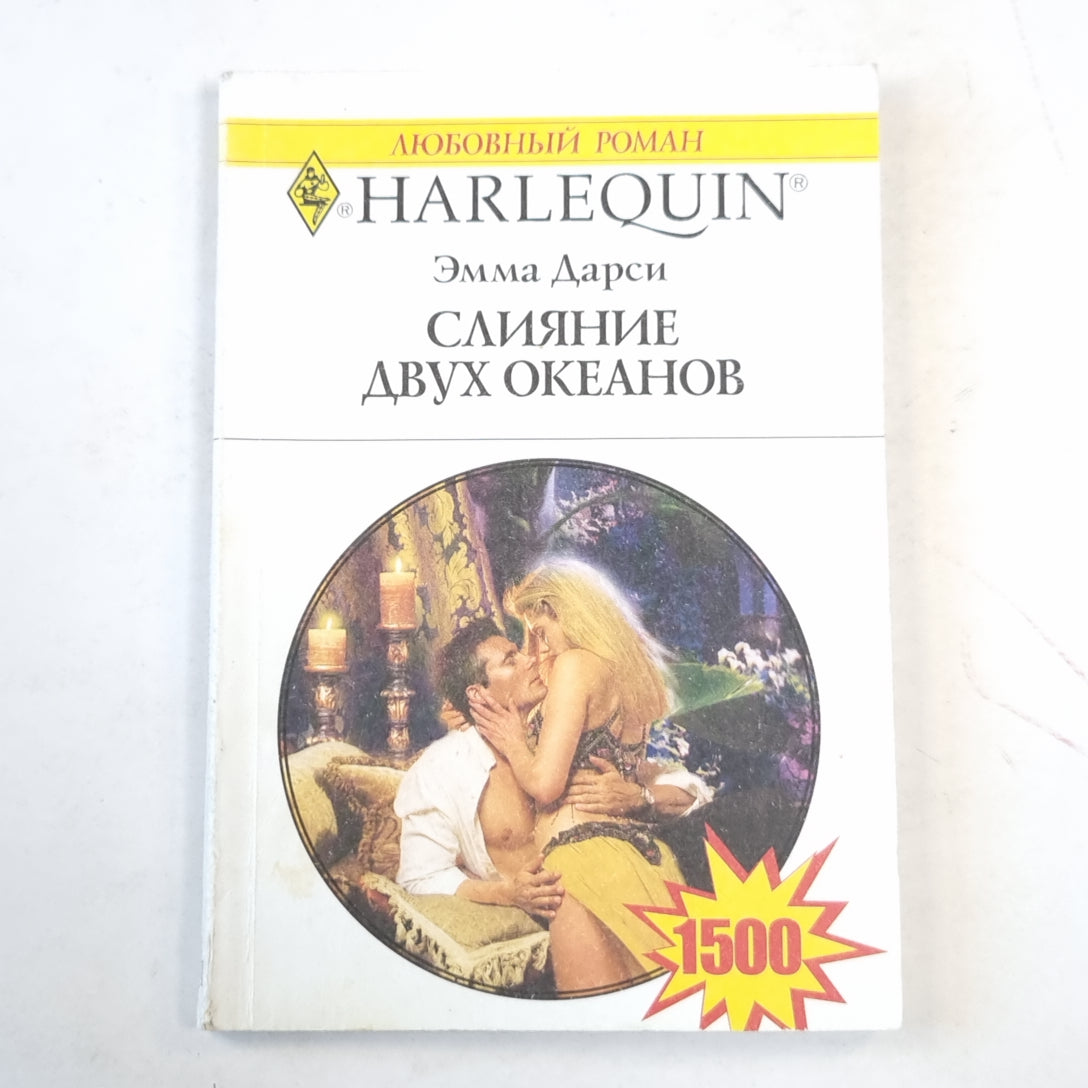 ЛЮБОВНЫЙ РОМАН
® HARLEQUIN®
Эмма Дарси
СЛИЯНИЕ
ДВУХ ОКЕАНОВ
1500